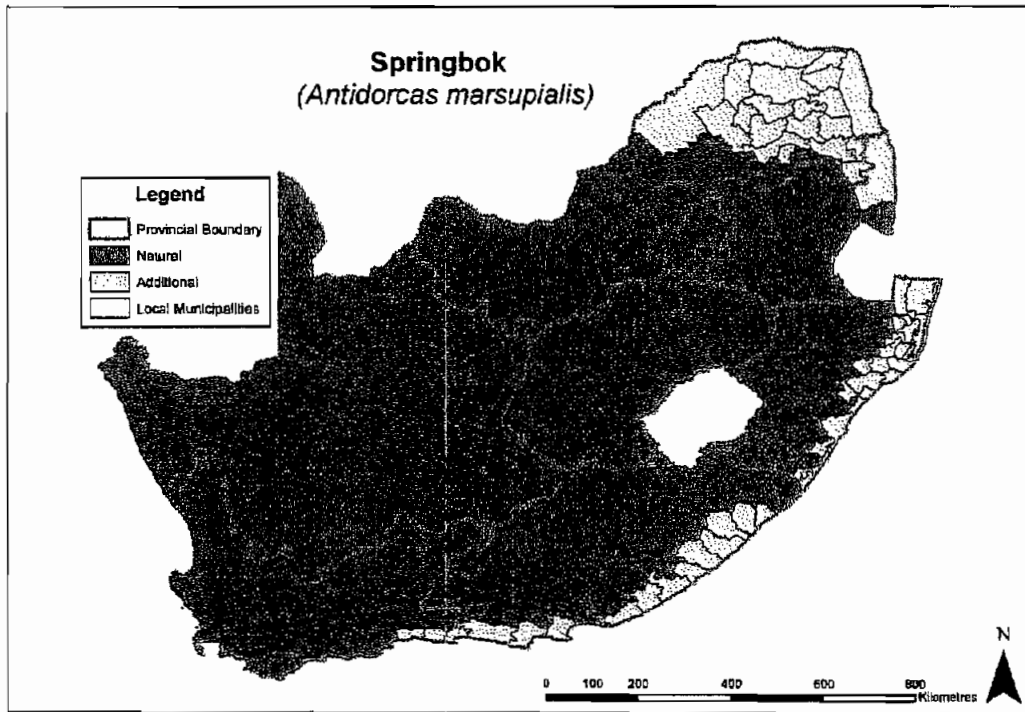 Springbok
(Antidorcas marsupialis)
Legend
Provincial Boundary
Natural
Additional
Local Municipalities
N
0 100 200 400 600 800
Kilometres